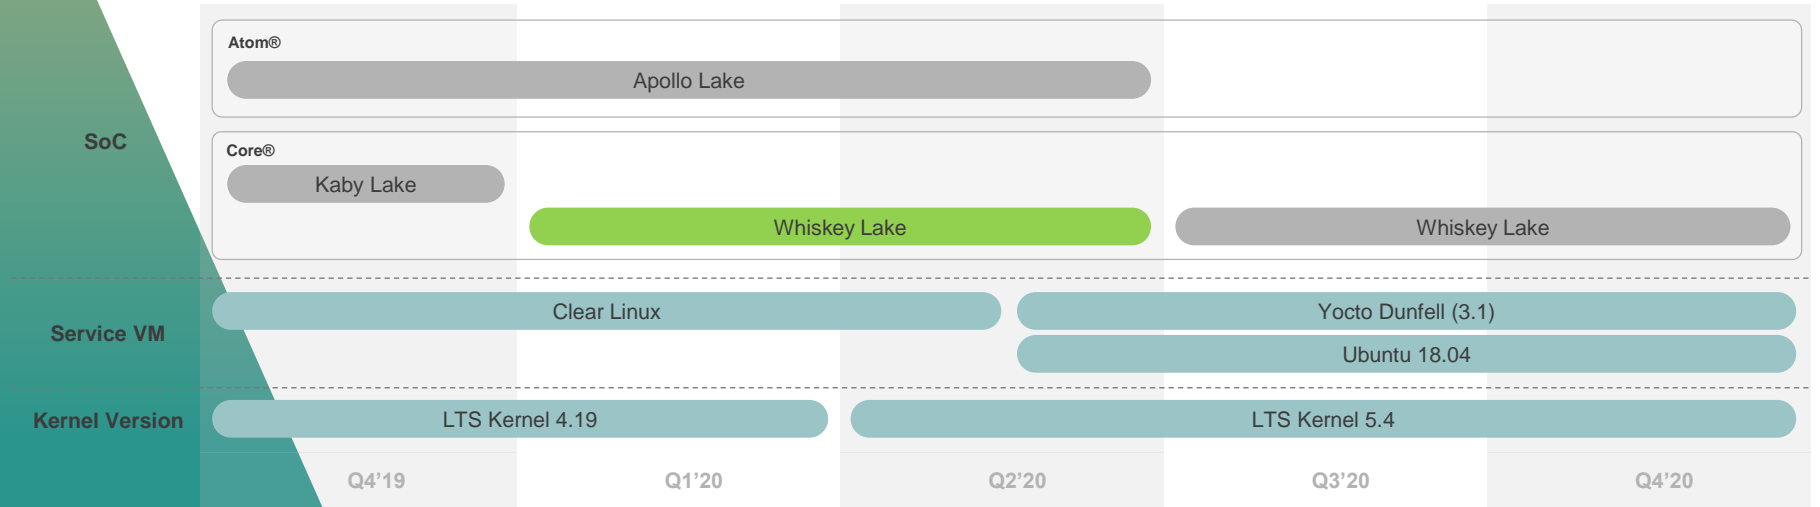 Atom®
Apollo Lake
SoC
Core®
Kaby Lake
Whiskey Lake
Whiskey Lake
Service VM
Clear Linux
Yocto Dunfell (3.1)
Ubuntu 18.04
Kernel Version
LTS Kernel 4.19
LTS Kernel 5.4
Q4’19
Q1’20
Q2’20
Q3’20
Q4’20